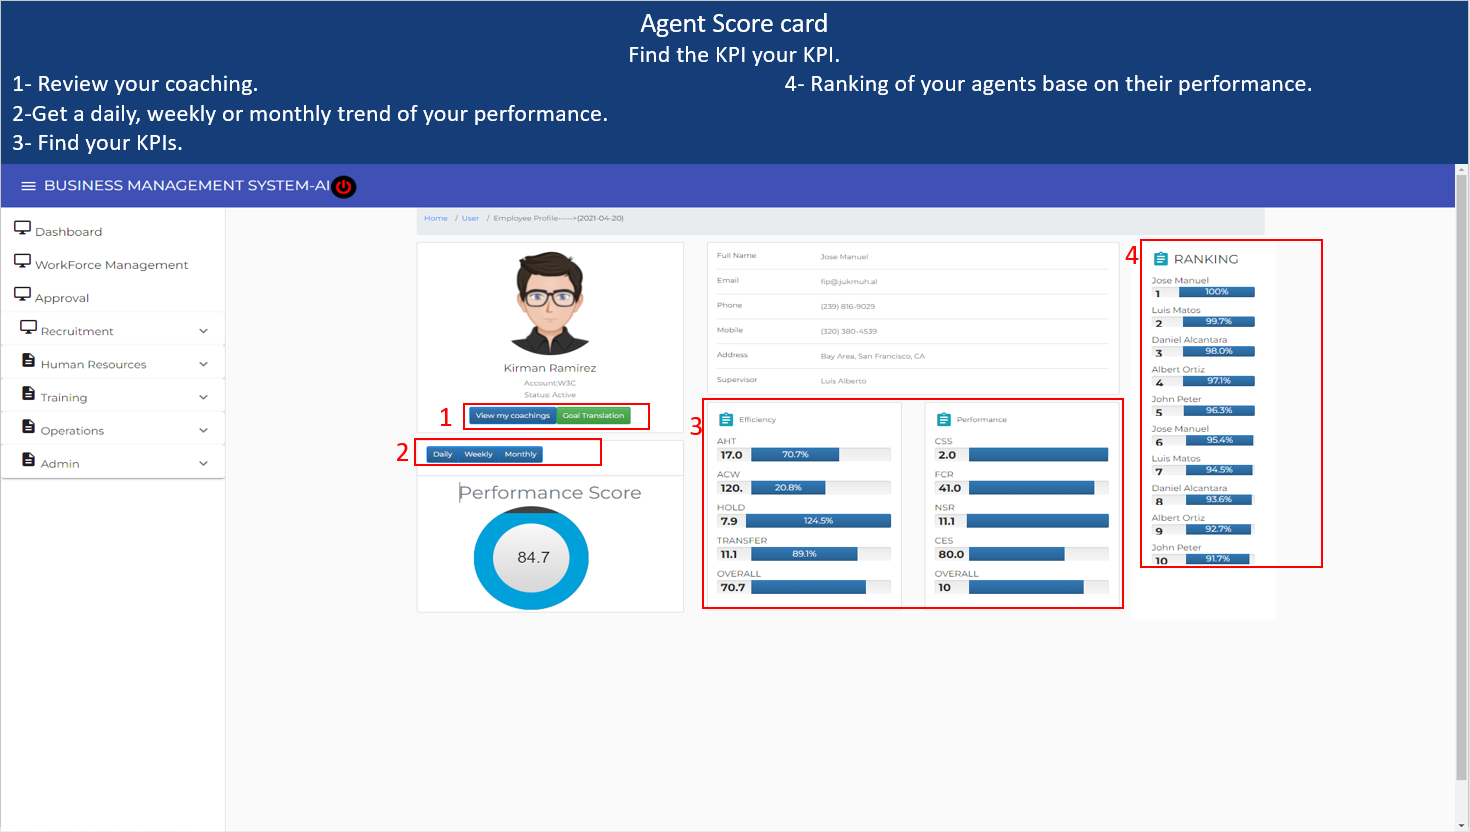 Agent Score card
Find the KPI your KPI.
1- Review your coaching.
4- Ranking of your agents base on their performance.
2-Get a daily, weekly or monthly trend of your performance.
3- Find your KPIs.
BUSINESS MANAGEMENT SYSTEM-AI
Dashboard
WorkForce Management
Approval
Recruitment
Human Resources
Training
Operations
Admin
Home / User / Employee Profile----->(2021-04-20)
Kirman Ramirez
Account:W3C
Status: Active
1
View my coachings Goal Translation
2
Daily Weekly Monthly
Performance Score
84.7
Full Name Jose Manuel
Email fip@jukmuh.al
Phone (239) 816-9029
Mobile (320) 380-4539
Address Bay Area, San Francisco, CA
Supervisor Luis Alberto
3
Efficiency
AHT
17.0 70.7%
ACW
120. 20.8%
HOLD
7.9 124.5%
TRANSFER
11.1 89.1%
OVERALL
70.7
Performance
CSS
2.0
FCR
41.0
NSR
11.1
CES
80.0
OVERALL
10
4
RANKING
Jose Manuel
1 100%
Luis Matos
2 99.7%
Daniel Alcantara
3 98.0%
Albert Ortiz
4 97.1%
John Peter
5 96.3%
Jose Manuel
6 95.4%
Luis Matos
7 94.5%
Daniel Alcantara
8 93.6%
Albert Ortiz
9 92.7%
John Peter
10 91.7%